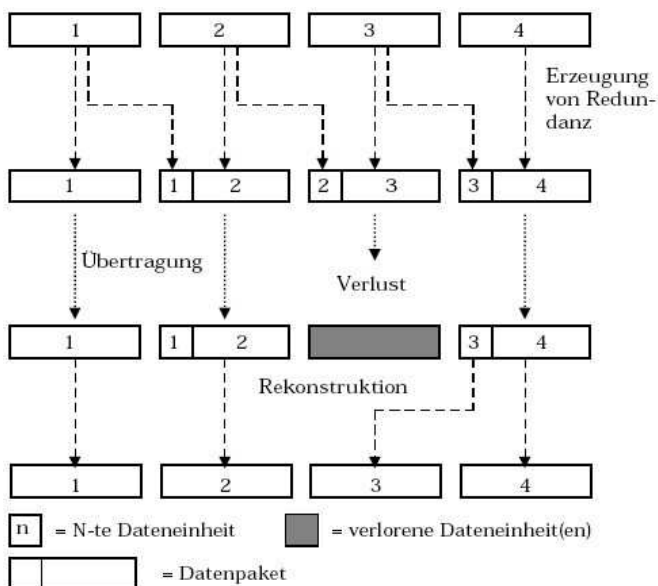 1 2 3 4
Erzeugung
von Redun-
danz
1 1 2 2 3 3 4
Übertragung
Verlust
1 1 2 3 4
Rekonstruktion
1 2 3 4
n = N-te Dateneinheit = verlorene Dateneinheit(en)
= Datenpaket